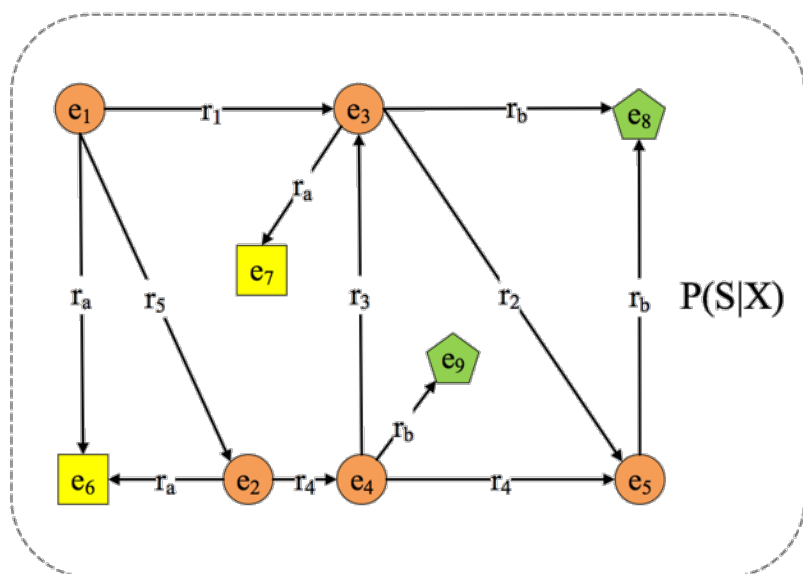 e1 r1 e3 rb e8
ra
e7
ra r5 r3 r2 rb P(S|X)
e9
rb
e6 ra e2 r4 e4 r4 e5